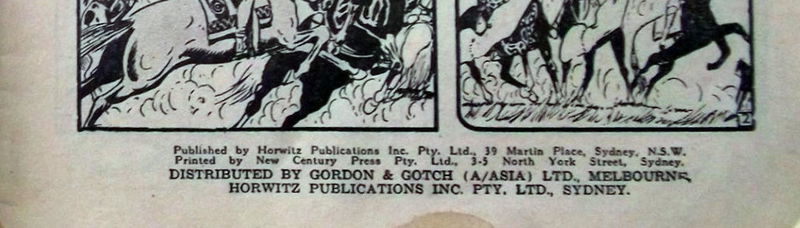 Published by Horwitz Publications Inc. Pty. Ltd., 39 Martin Place, Sydney, N.S.W.
Printed by New Century Press Pty. Ltd., 3-5 North York Street, Sydney.
DISTRIBUTED BY GORDON & GOTCH (A/ASIA) LTD., MELBOURNE,
HORWITZ PUBLICATIONS INC. PTY. LTD., SYDNEY.